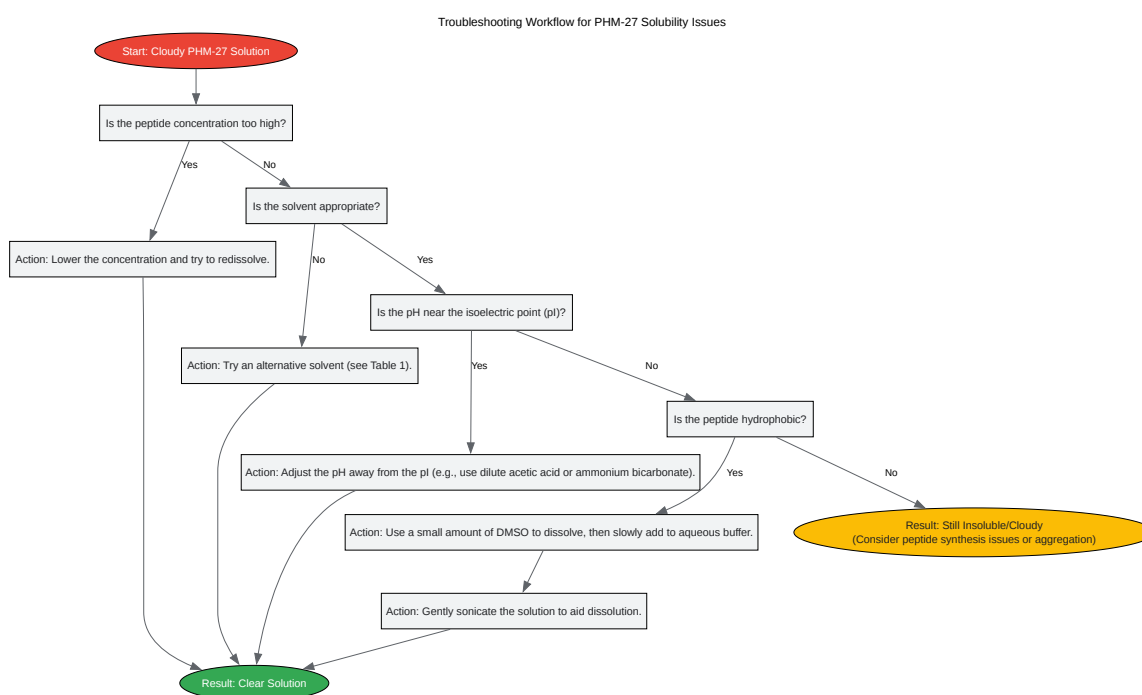 Troubleshooting Workflow for PHM-27 Solubility Issues
Start: Cloudy PHM-27 Solution
Is the peptide concentration too high?
Yes
No
Is the solvent appropriate?
Action: Lower the concentration and try to redissolve.
No
Yes
Is the pH near the isoelectric point (pI)?
Action: Try an alternative solvent (see Table 1).
Yes
No
Is the peptide hydrophobic?
Action: Adjust the pH away from the pI (e.g., use dilute acetic acid or ammonium bicarbonate).
Yes
No
Action: Use a small amount of DMSO to dissolve, then slowly add to aqueous buffer.
Result: Still Insoluble/Cloudy
(Consider peptide synthesis issues or aggregation)
Action: Gently sonicate the solution to aid dissolution.
Result: Clear Solution